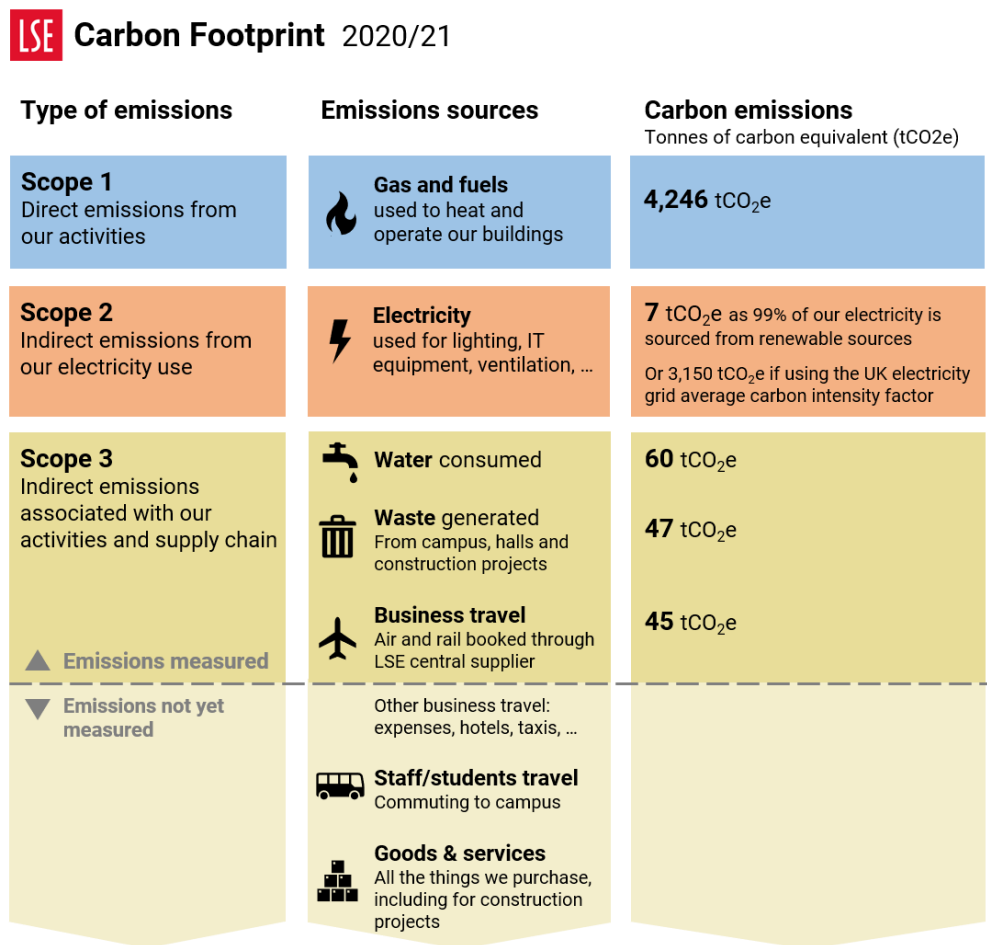 LSE Carbon Footprint 2020/21
Type of emissions
Emissions sources
Carbon emissions
Tonnes of carbon equivalent (tCO2e)
Scope 1
Direct emissions from
our activities
Gas and fuels
used to heat and
operate our buildings
4,246 tCO₂e
Scope 2
Indirect emissions from
our electricity use
Electricity
used for lighting, IT
equipment, ventilation, ...
7 tCO₂e as 99% of our electricity is
sourced from renewable sources
Or 3,150 tCO₂e if using the UK electricity
grid average carbon intensity factor
Scope 3
Indirect emissions
associated with our
activities and supply chain
Water consumed
60 tCO₂e
Waste generated
From campus, halls and
construction projects
47 tCO₂e
Business travel
Air and rail booked through
LSE central supplier
45 tCO₂e
Emissions measured
Emissions not yet
measured
Other business travel:
expenses, hotels, taxis, ...
Staff/students travel
Commuting to campus
Goods & services
All the things we purchase,
including for construction
projects